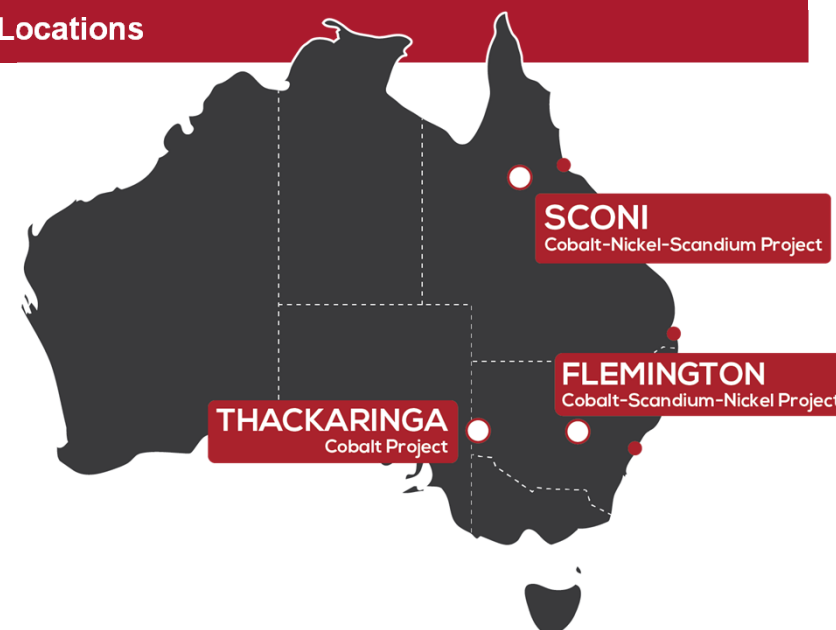 Locations
SCONI
Cobalt-Nickel-Scandium Project
FLEMINGTON
Cobalt-Scandium-Nickel Project
THACKARINGA
Cobalt Project